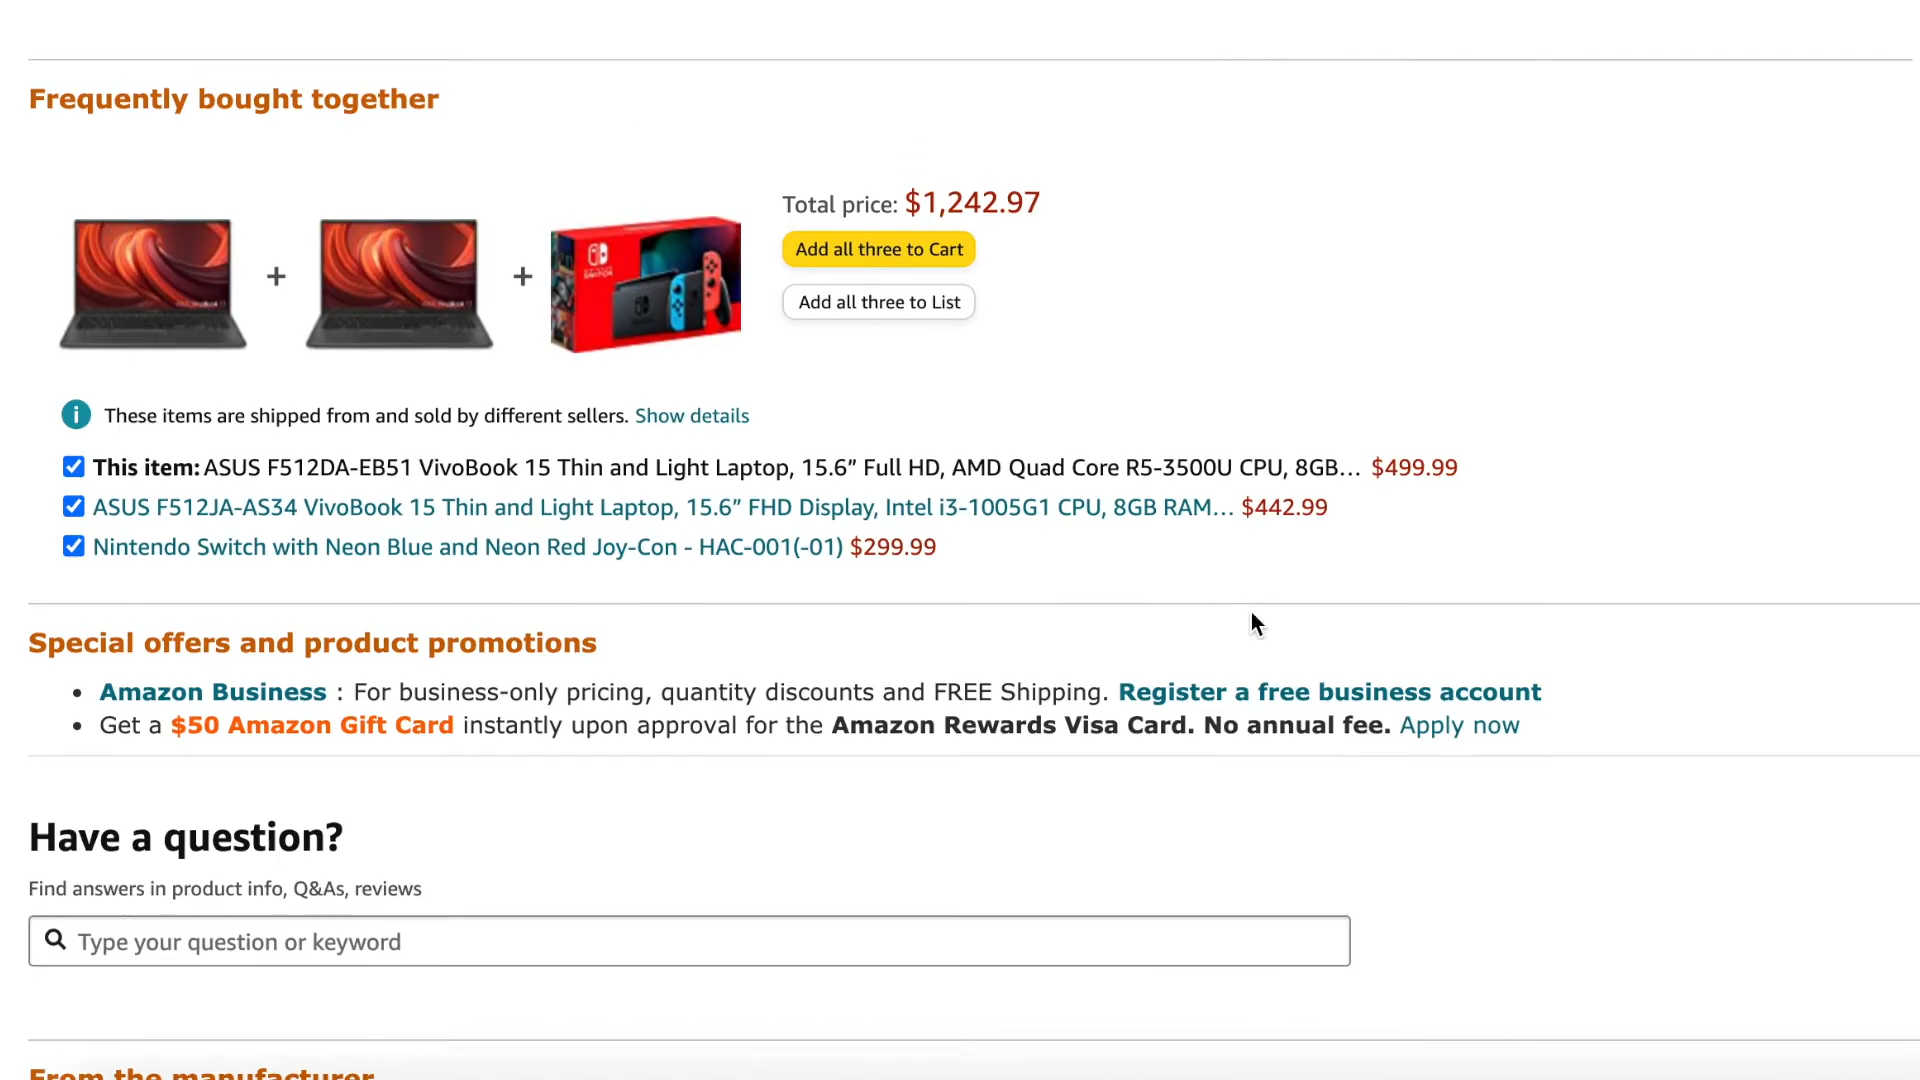 Frequently bought together
Total price: $1,242.97
Add all three to Cart
Add all three to List
These items are shipped from and sold by different sellers. Show details
This item: ASUS F512DA-EB51 VivoBook 15 Thin and Light Laptop, 15.6” Full HD, AMD Quad Core R5-3500U CPU, 8GB… $499.99
ASUS F512JA-AS34 VivoBook 15 Thin and Light Laptop, 15.6” FHD Display, Intel i3-1005G1 CPU, 8GB RAM… $442.99
Nintendo Switch with Neon Blue and Neon Red Joy-Con - HAC-001(-01) $299.99
Special offers and product promotions
• Amazon Business : For business-only pricing, quantity discounts and FREE Shipping. Register a free business account
• Get a $50 Amazon Gift Card instantly upon approval for the Amazon Rewards Visa Card. No annual fee. Apply now
Have a question?
Find answers in product info, Q&As, reviews
Type your question or keyword
From the manufacturer